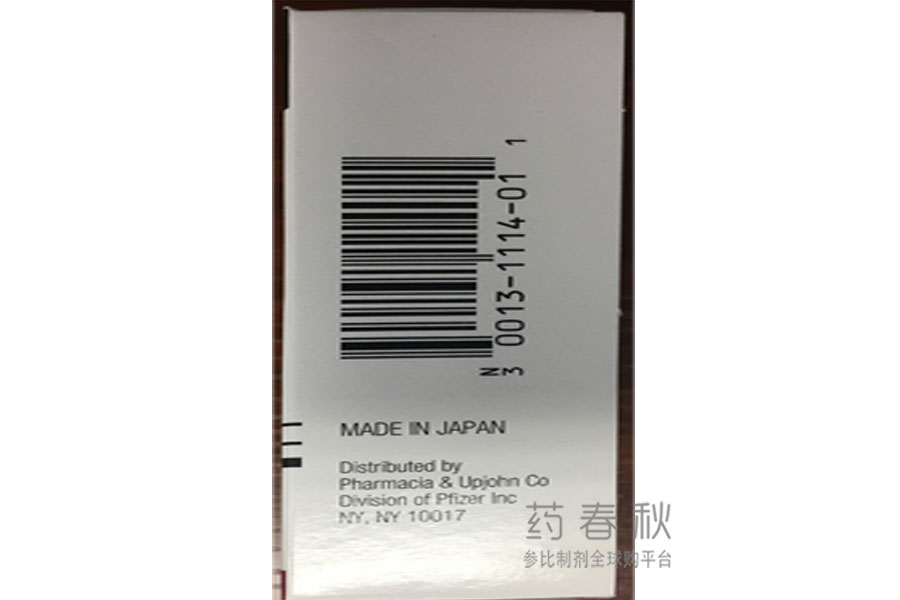 N
3 0013-1114-01 1
MADE IN JAPAN
Distributed by
Pharmacia & Upjohn Co
Division of Pfizer Inc
NY, NY 10017
药春秋
参比制剂全球购平台